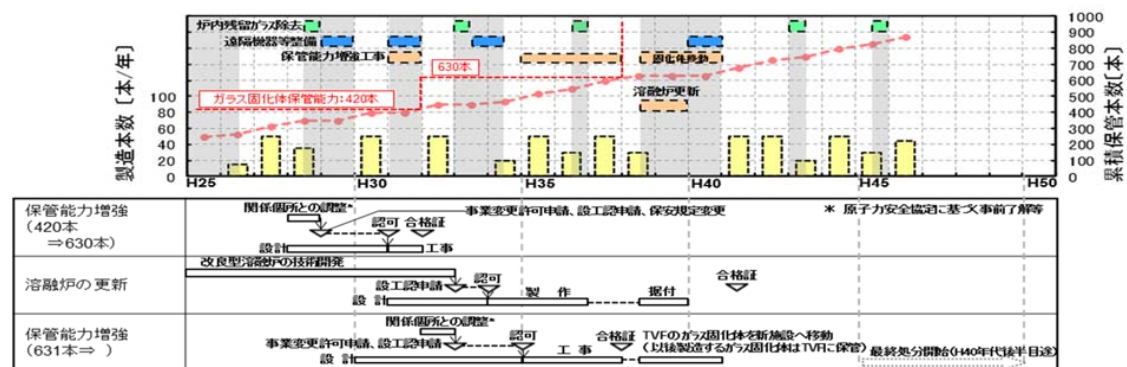 炉内残留ガラス除去
遠隔機器等整備
保管能力増強工事
固化体移動
630本
溶融炉更新
ガラス固化体保管能力:420本
製造本数 [本/年]
100
80
60
40
20
0
累積保管本数[本]
1000
900
800
700
600
500
400
300
200
100
0
H25
H30
H35
H40
H45
H50
保管能力増強
(420本
⇒630本)
関係個所との調整*
事業変更許可申請、設工認申請、保安規定変更
* 原子力安全協定に基づく事前了解等
認可
合格証
設計
工事
溶融炉の更新
改良型溶融炉の技術開発
設工認申請
認可
合格証
設 計
製 作
据付
保管能力増強
(631本⇒ )
関係個所との調整*
事業変更許可申請、設工認申請
認可
合格証
TVFのガラス固化体を新施設へ移動
(以後製造するガラス固化体はTVFに保管)
設 計
工 事
最終処分開始(H40年代後半目途)